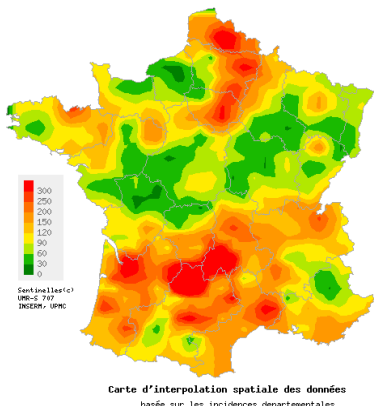 300
250
200
150
120
90
60
30
0
Sentinelles(c)
UMR-S 707
INSERM, UPMC
Carte d'interpolation spatiale des données
basée sur les incidences departementales